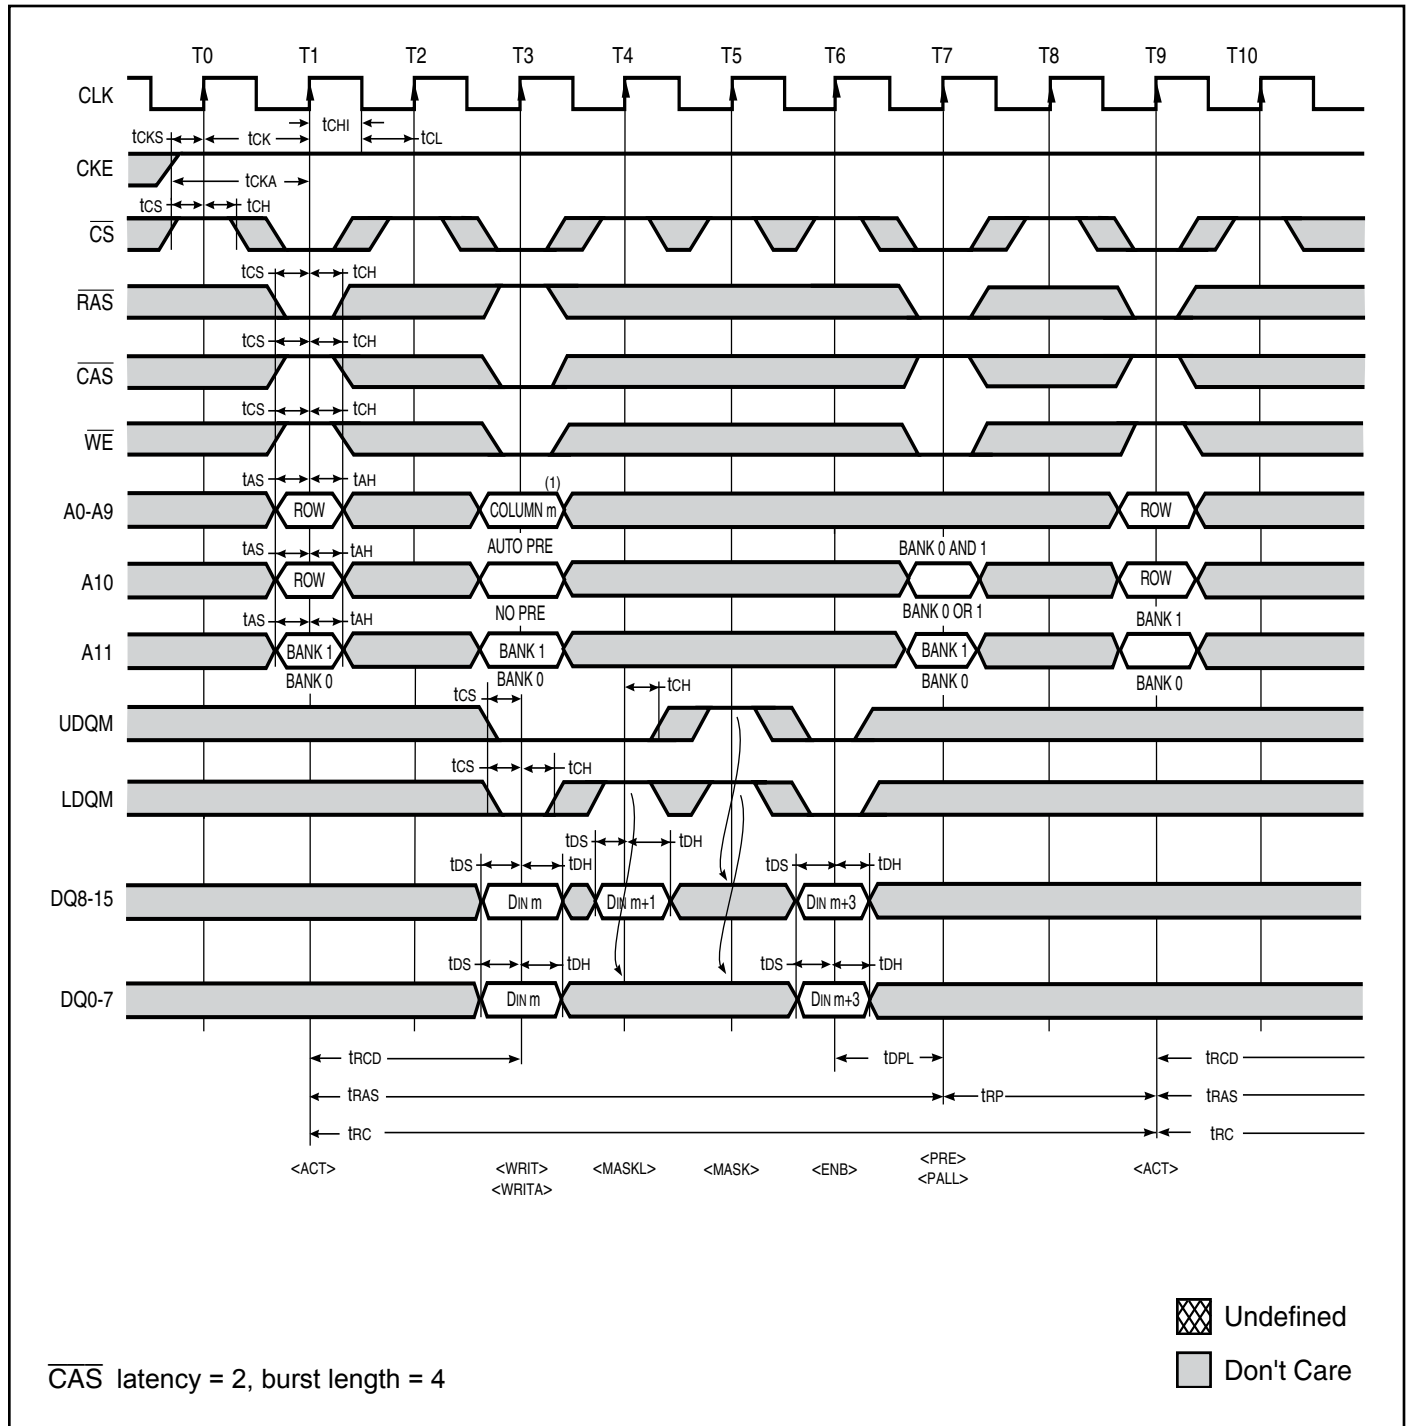 T0 T1 T2 T3 T4 T5 T6 T7 T8 T9 T10
CLK
tCHI
tCKS tCK tCL
CKE
tCKA
tCS tCH
CS
tCS tCH
RAS
tCS tCH
CAS
tCS tCH
WE
tAS tAH (1)
A0-A9 ROW COLUMN m ROW
tAS tAH AUTO PRE BANK 0 AND 1
A10 ROW ROW
tAS tAH NO PRE BANK 0 OR 1 BANK 1
A11 BANK 1 BANK 1 BANK 1
BANK 0 BANK 0 BANK 0 BANK 0
tCS tCH
UDQM
tCS tCH
LDQM
tDS tDH
tDS tDH tDS tDH
DQ8-15 DIN m DIN m+1 DIN m+3
tDS tDH tDS tDH
DQ0-7 DIN m DIN m+3
tRCD tDPL tRCD
tRAS tRP tRAS
tRC tRC
<ACT> <WRIT> <MASKL> <MASK> <ENB> <PRE> <ACT>
<WRITA> <PALL>
Undefined
Don't Care
CAS latency = 2, burst length = 4